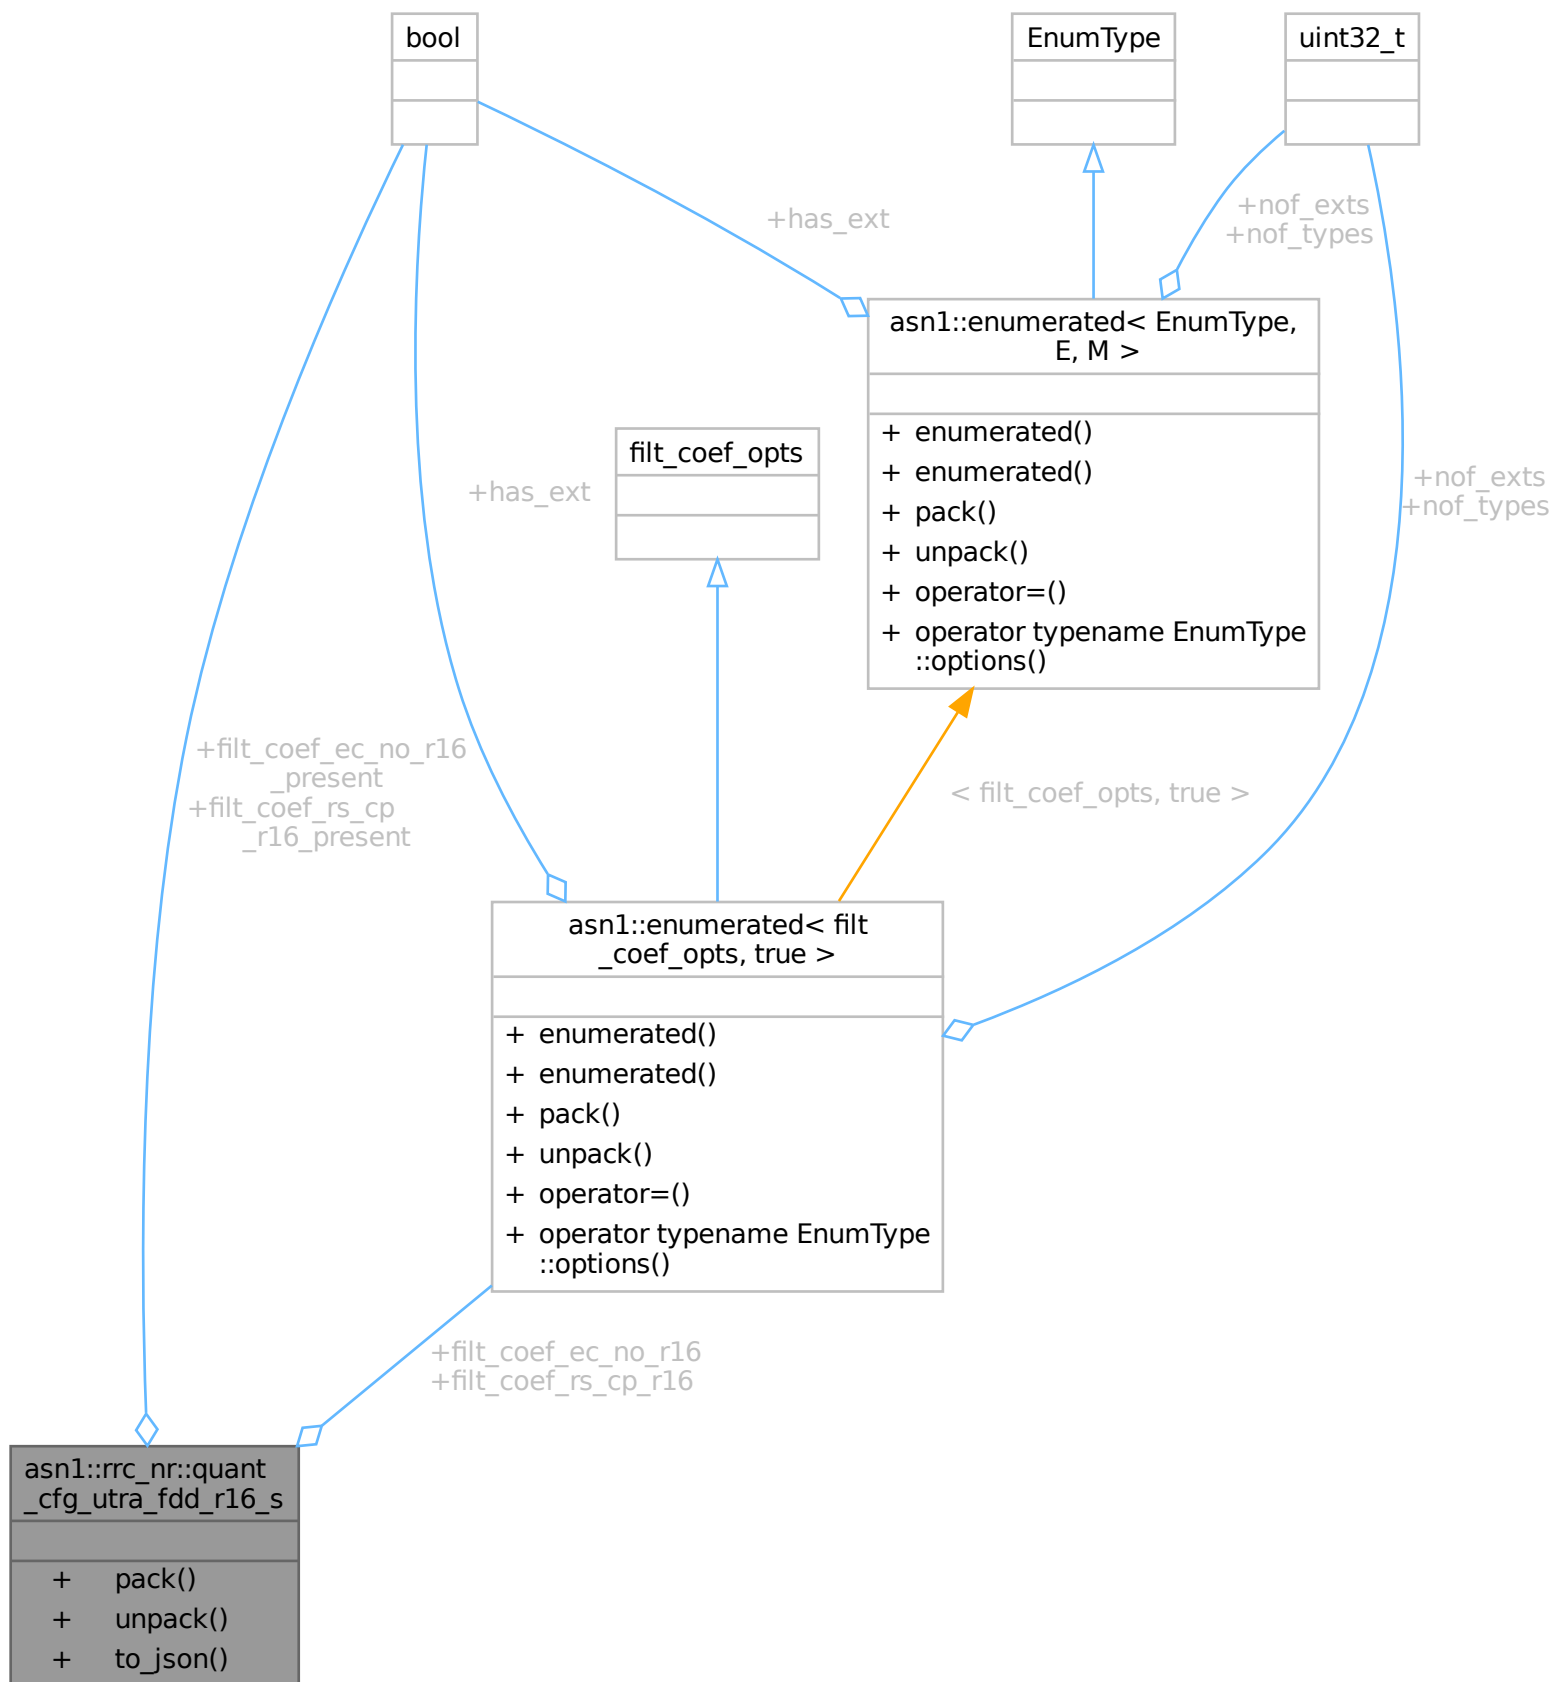 bool
EnumType
uint32_t
+has_ext
+nof_exts
+nof_types
asn1::enumerated< EnumType,
E, M >
+ enumerated()
+ enumerated()
+ pack()
+ unpack()
+ operator=()
+ operator typename EnumType
::options()
filt_coef_opts
+has_ext
+nof_exts
+nof_types
+filt_coef_ec_no_r16
_present
+filt_coef_rs_cp
_r16_present
< filt_coef_opts, true >
asn1::enumerated< filt
_coef_opts, true >
+ enumerated()
+ enumerated()
+ pack()
+ unpack()
+ operator=()
+ operator typename EnumType
::options()
+filt_coef_ec_no_r16
+filt_coef_rs_cp_r16
asn1::rrc_nr::quant
_cfg_utra_fdd_r16_s
+ pack()
+ unpack()
+ to_json()